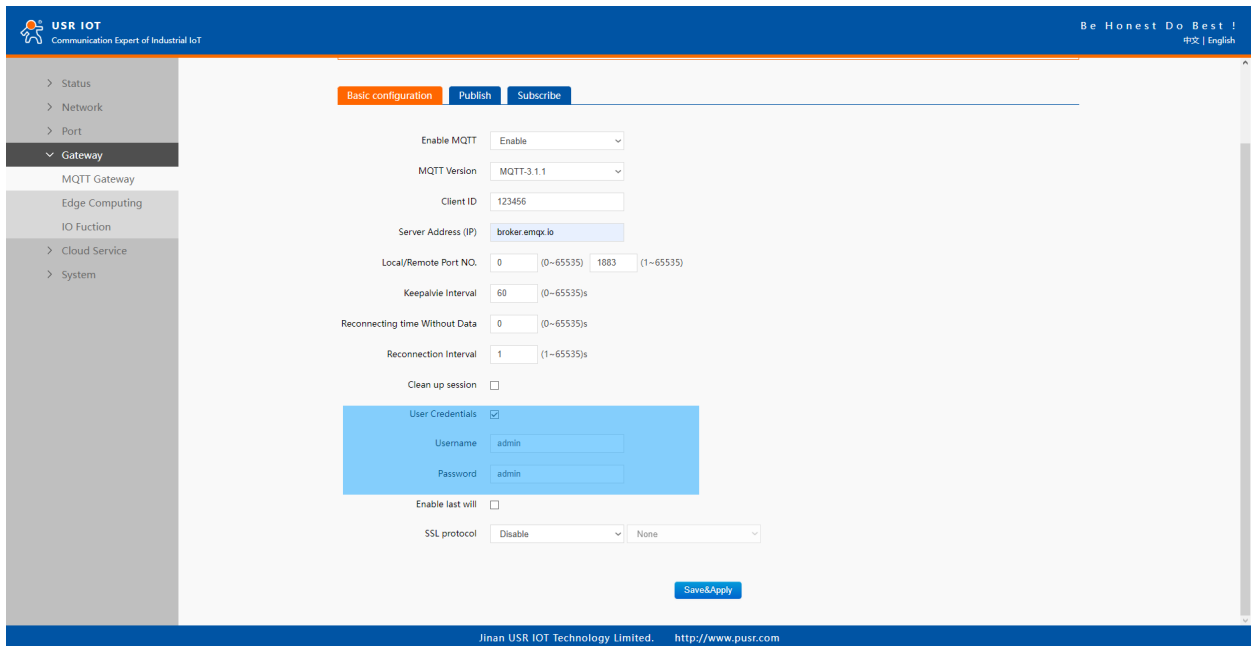 USR IOT
Communication Expert of Industrial IoT
Be Honest Do Best !
中文 | English
Status
Network
Port
Gateway
MQTT Gateway
Edge Computing
IO Fuction
Cloud Service
System
Basic configuration Publish Subscribe
Enable MQTT Enable
MQTT Version MQTT-3.1.1
Client ID 123456
Server Address (IP) broker.emqx.io
Local/Remote Port NO. 0 (0~65535) 1883 (1~65535)
Keepalvie Interval 60 (0~65535)s
Reconnecting time Without Data 0 (0~65535)s
Reconnection Interval 1 (1~65535)s
Clean up session
User Credentials
Username admin
Password admin
Enable last will
SSL protocol Disable None
Save&Apply
Jinan USR IOT Technology Limited. http://www.pusr.com